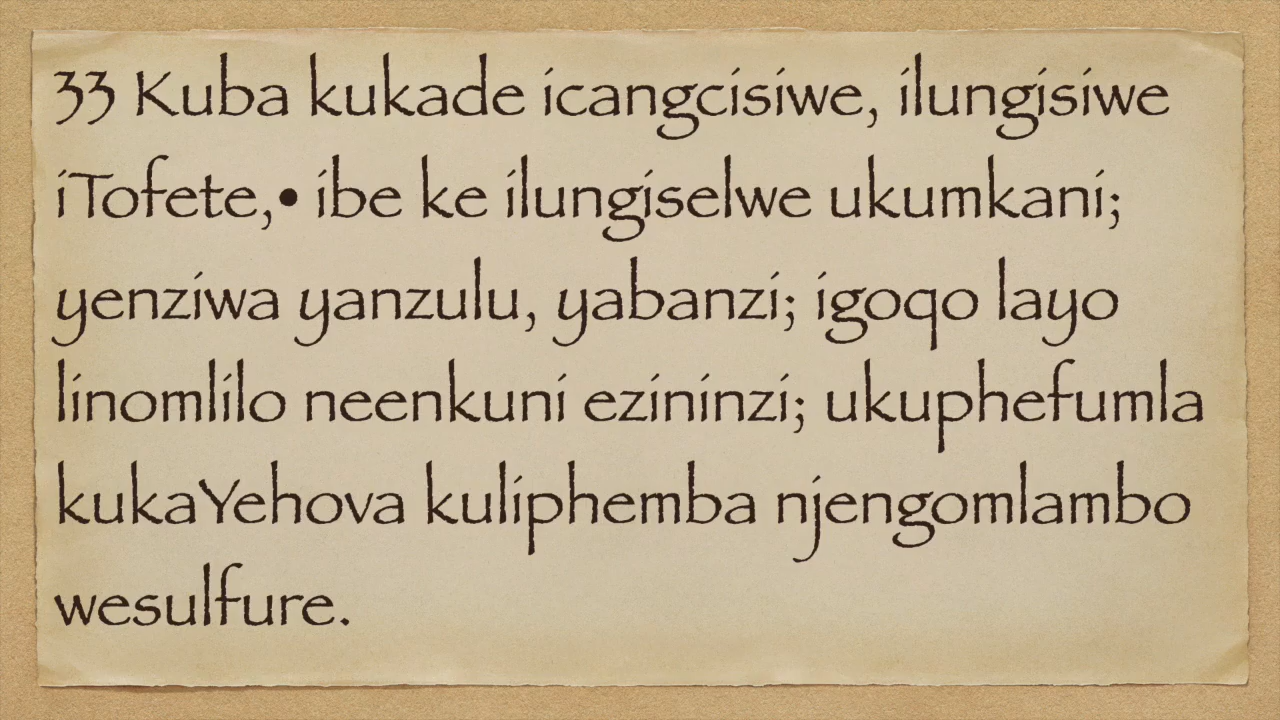 33 Kuba kukade icangcisiwe, ilungisiwe
iTofete,• ibe ke ilungiselwe ukumkani;
yenziwa yanzulu, yabanzi; igoqo layo
linomlilo neenkuni ezininzi; ukuphefumla
kukaYehova kuliphemba njengomlambo
wesulfure.